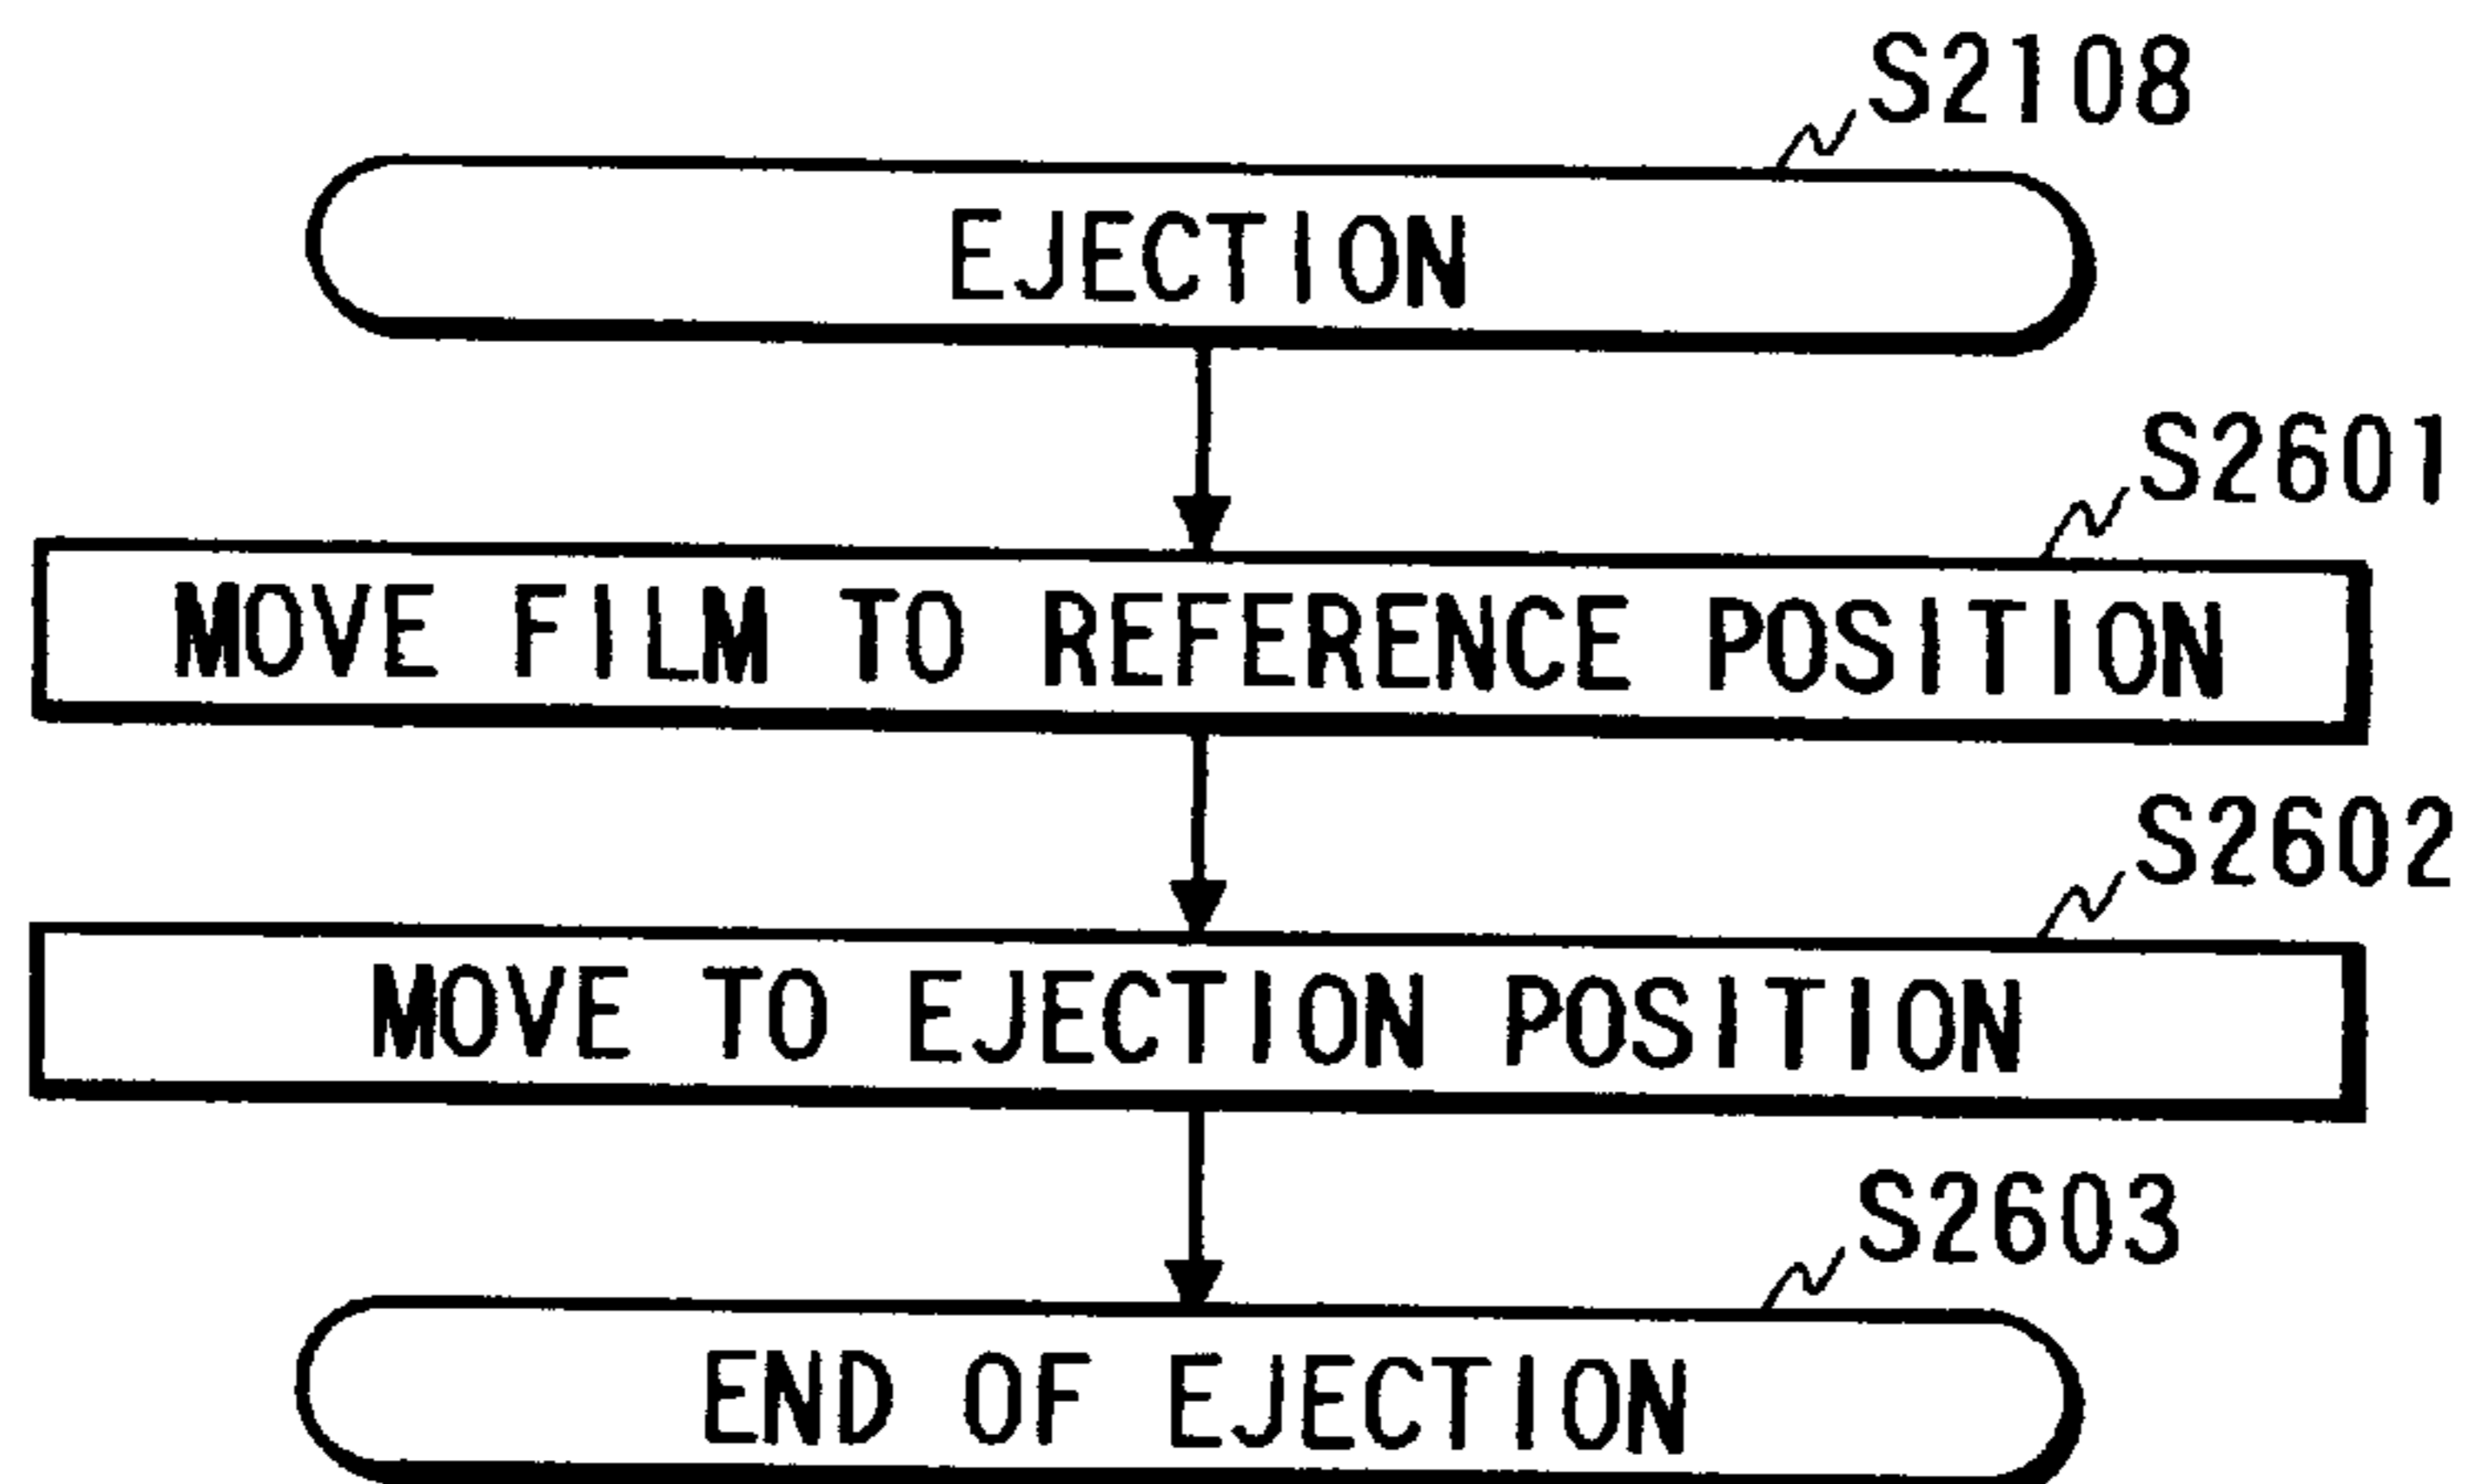 S2108
EJECTION
S2601
MOVE FILM TO REFERENCE POSITION
S2602
MOVE TO EJECTION POSITION
S2603
END OF EJECTION